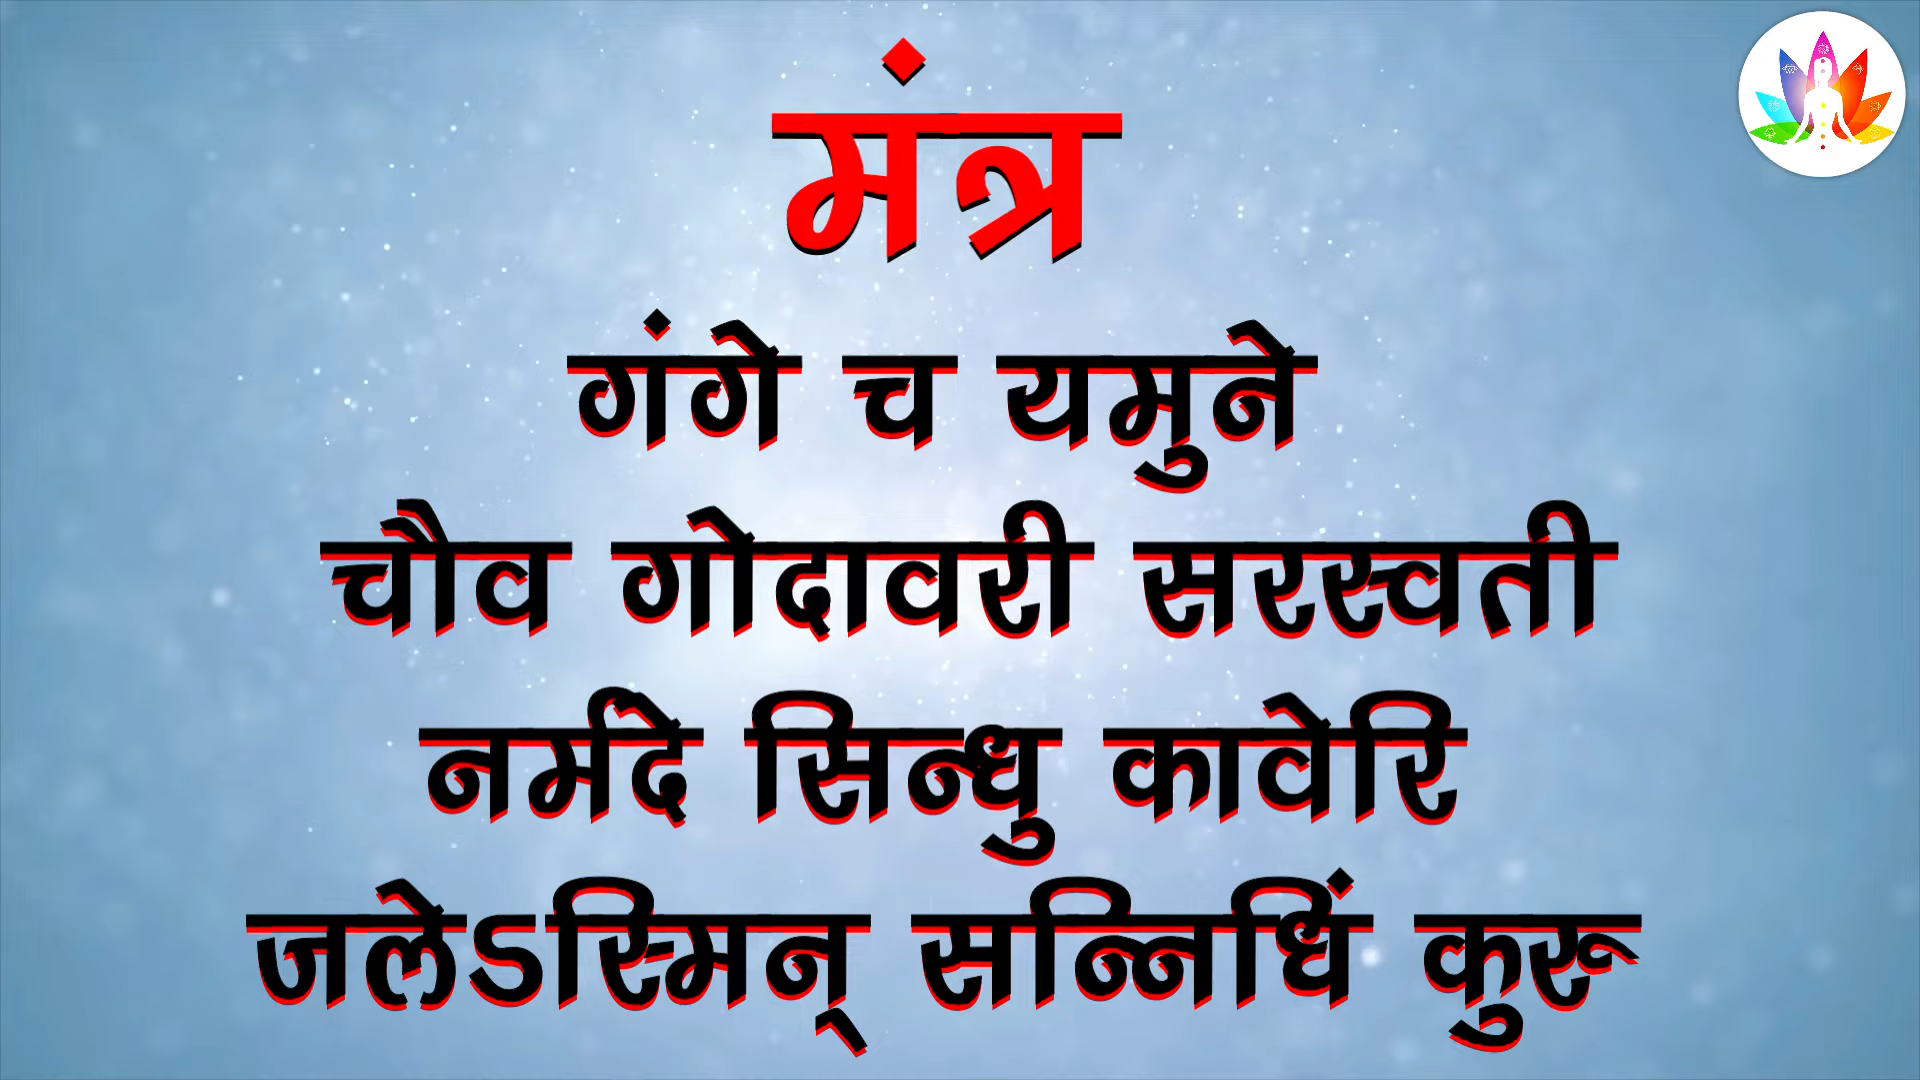 मंत्र
गंगे च यमुने
चौव गोदावरी सरस्वती
नर्मदे सिन्धु कावेरि
जलेऽस्मिन् सन्निधिं कुरू